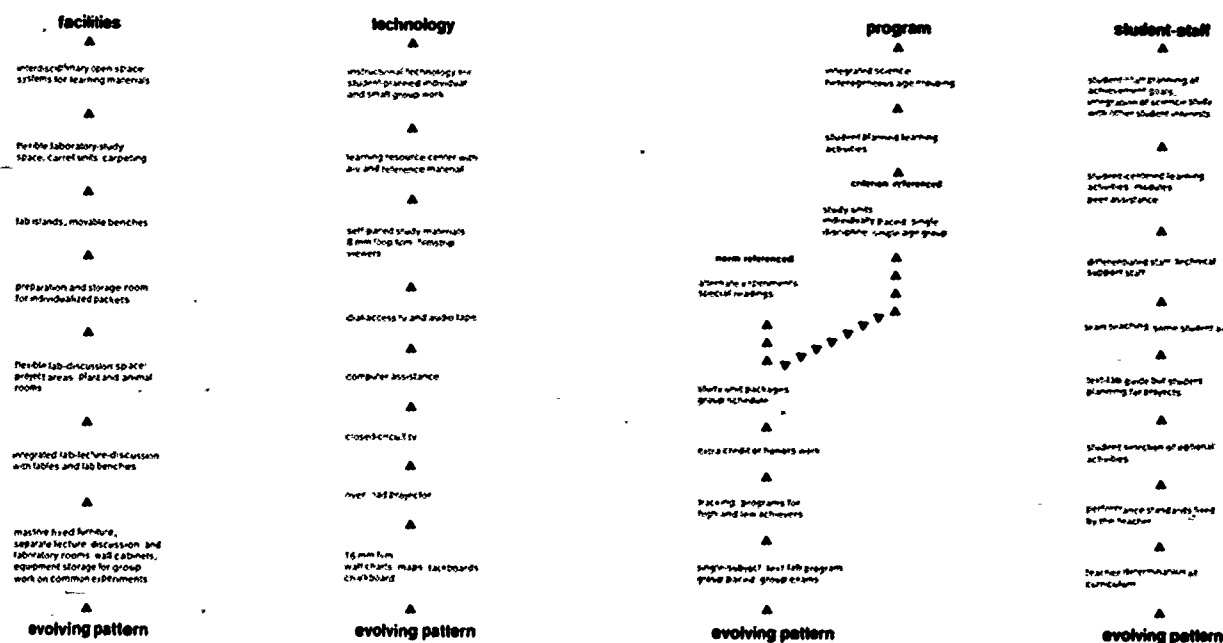 facilities
interdisciplinary open space
systems for learning materials
flexible laboratory-study
space, carrel units, carpeting
lab islands, movable benches
preparation and storage room
for individualized packets
flexible lab-discussion space
project areas, plant and animal
rooms
integrated lab-lecture-discussion
with tables and lab benches
massive fixed furniture,
separate lecture, discussion, and
laboratory rooms, wall cabinets,
equipment storage for group
work on common experiments
evolving pattern
technology
instructional technology for
student-planned individual
and small group work
learning resource center with
a-v and reference material
self paced study materials
8 mm loop film, filmstrip
viewers
dial access tv and audio tape
computer assistance
closed-circuit tv
overhead projector
16 mm film
wall charts, maps, tackboards
chalkboard
evolving pattern
program
integrated science
heterogeneous age grouping
student planned learning
activities
criterion referenced
study units
individually paced, single
discipline, single age group
norm referenced
alternate experiments
special readings
study unit packages
group schedule
extra credit or honors work
tracking, programs for
high and low achievers
single-subject, text-lab program
group paced, group exams
evolving pattern
student-staff
student-staff planning of
achievement goals,
integration of science study
with other student interests
student-centered learning
activities, modules
peer assistance
differentiated staff, technical
support staff
team teaching, some student
text-lab guide but student
planning for projects
student selection of optional
activities
performance standards fixed
by the teacher
teacher determination of
curriculum
evolving pattern